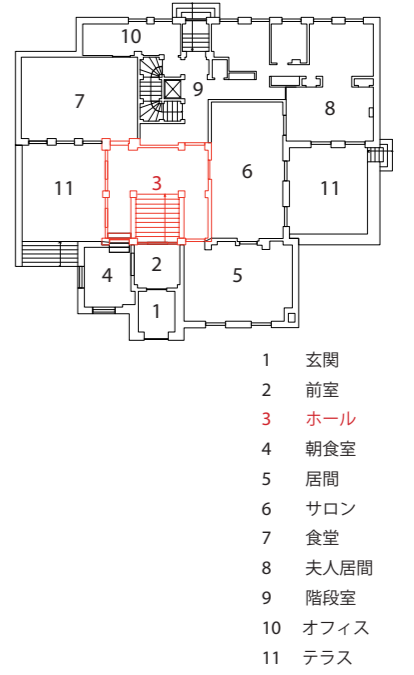 10
7
9
8
11
3
6
11
4
2
5
1
1 玄関
2 前室
3 ホール
4 朝食室
5 居間
6 サロン
7 食堂
8 夫人居間
9 階段室
10 オフィス
11 テラス